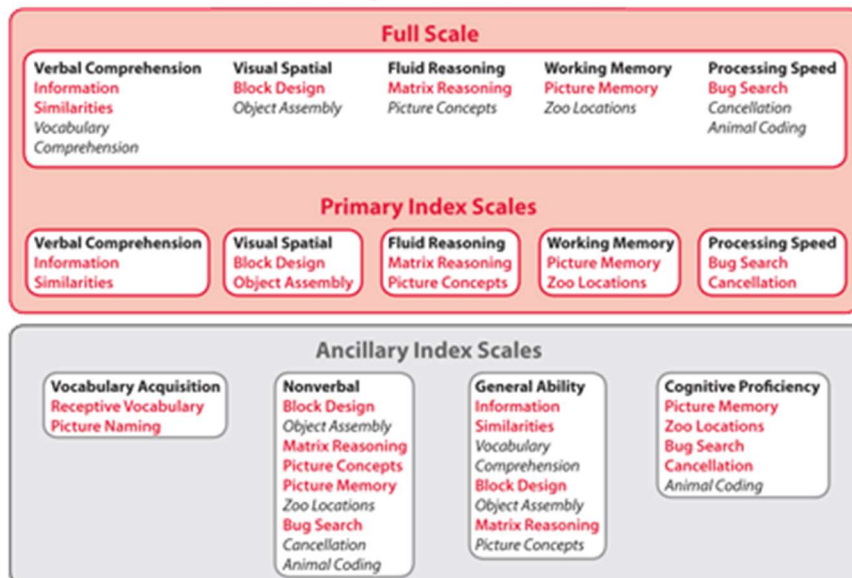 Full Scale
Verbal Comprehension
Information
Similarities
Vocabulary
Comprehension
Visual Spatial
Block Design
Object Assembly
Fluid Reasoning
Matrix Reasoning
Picture Concepts
Working Memory
Picture Memory
Zoo Locations
Processing Speed
Bug Search
Cancellation
Animal Coding
Primary Index Scales
Verbal Comprehension
Information
Similarities
Visual Spatial
Block Design
Object Assembly
Fluid Reasoning
Matrix Reasoning
Picture Concepts
Working Memory
Picture Memory
Zoo Locations
Processing Speed
Bug Search
Cancellation
Ancillary Index Scales
Vocabulary Acquisition
Receptive Vocabulary
Picture Naming
Nonverbal
Block Design
Object Assembly
Matrix Reasoning
Picture Concepts
Picture Memory
Zoo Locations
Bug Search
Cancellation
Animal Coding
General Ability
Information
Similarities
Vocabulary
Comprehension
Block Design
Object Assembly
Matrix Reasoning
Picture Concepts
Cognitive Proficiency
Picture Memory
Zoo Locations
Bug Search
Cancellation
Animal Coding